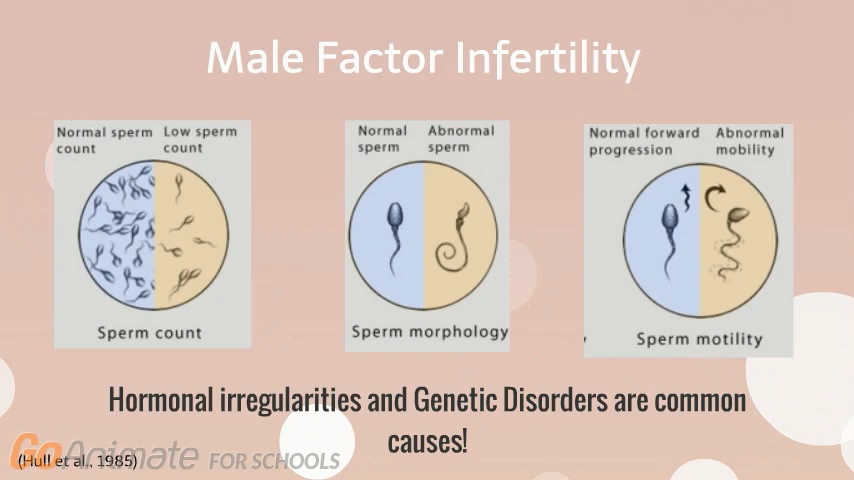 Male Factor Infertility
Normal sperm count
Low sperm count
Sperm count
Normal sperm
Abnormal sperm
Sperm morphology
Normal forward progression
Abnormal mobility
Sperm motility
Hormonal irregularities and Genetic Disorders are common
causes!
GoAnimate FOR SCHOOLS
(Hull et al., 1985)